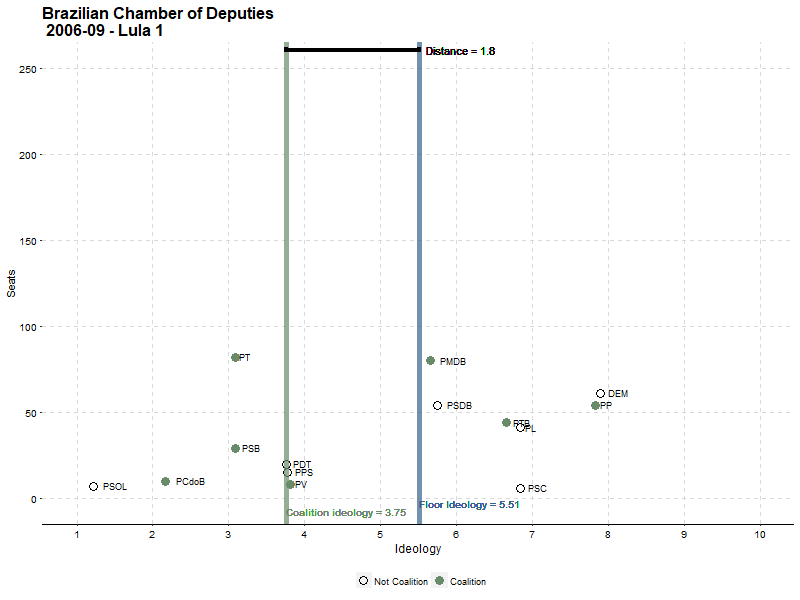 Brazilian Chamber of Deputies
2006-09 - Lula 1
Distance = 1.8
250
200
150
100
50
0
Seats
PT
PMDB
DEM
PSDB
PP
PTB
PL
PSB
PDT
PPS
PCdoB
PV
PSOL
PSC
Floor Ideology = 5.51
Coalition ideology = 3.75
1 2 3 4 5 6 7 8 9 10
Ideology
Not Coalition Coalition